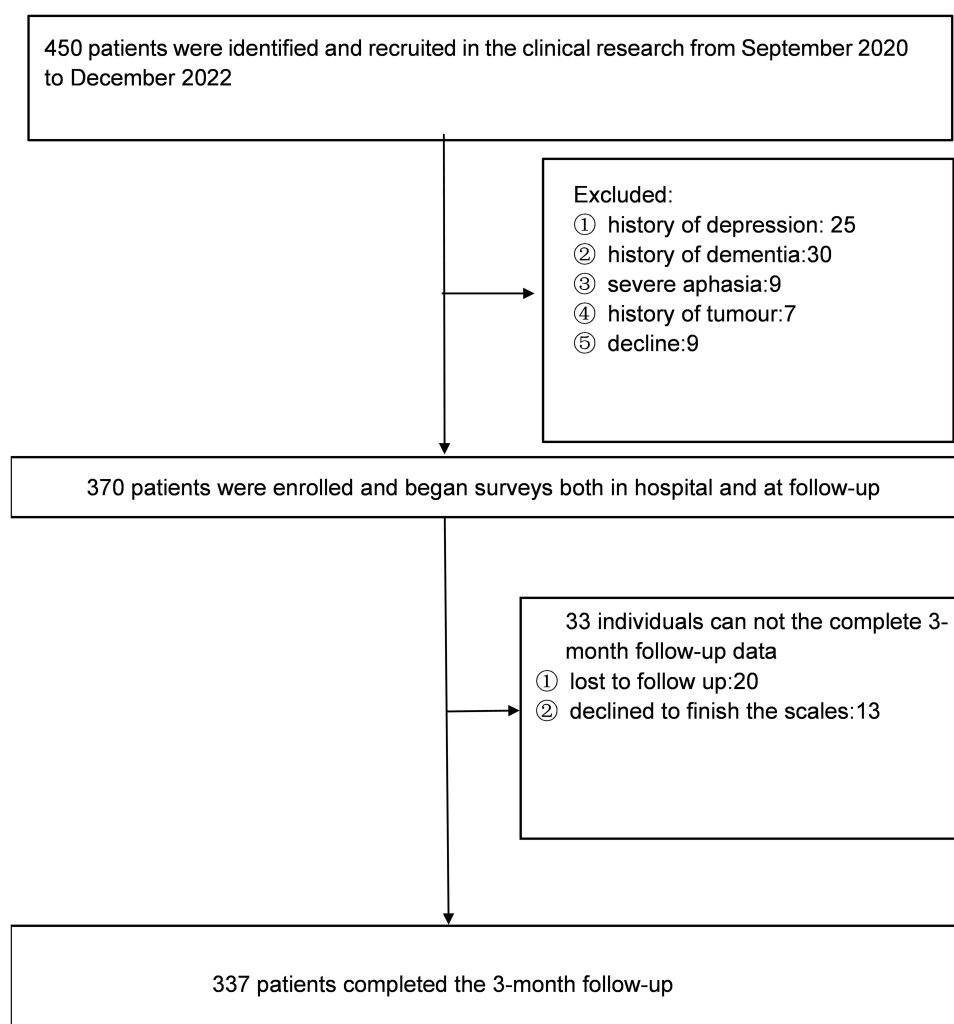 450 patients were identified and recruited in the clinical research from September 2020
to December 2022
Excluded:
① history of depression: 25
② history of dementia:30
③ severe aphasia:9
④ history of tumour:7
⑤ decline:9
370 patients were enrolled and began surveys both in hospital and at follow-up
33 individuals can not the complete 3-
month follow-up data
① lost to follow up:20
② declined to finish the scales:13
337 patients completed the 3-month follow-up